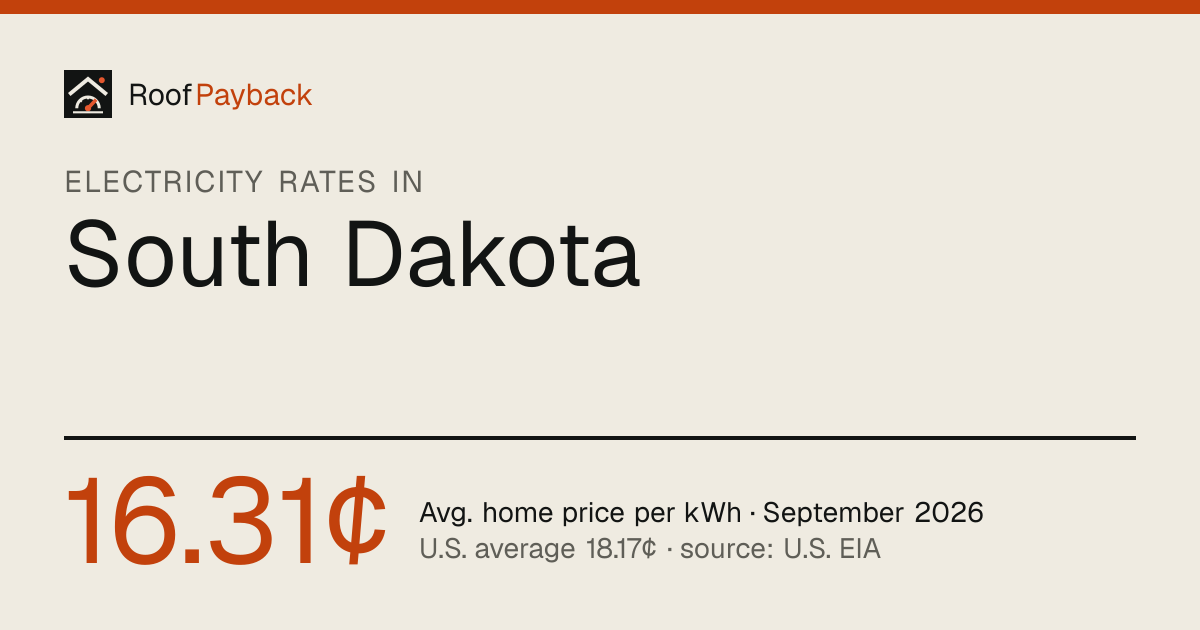 RoofPayback
ELECTRICITY RATES IN
South Dakota
16.31¢
Avg. home price per kWh · September 2026
U.S. average 18.17¢ · source: U.S. EIA